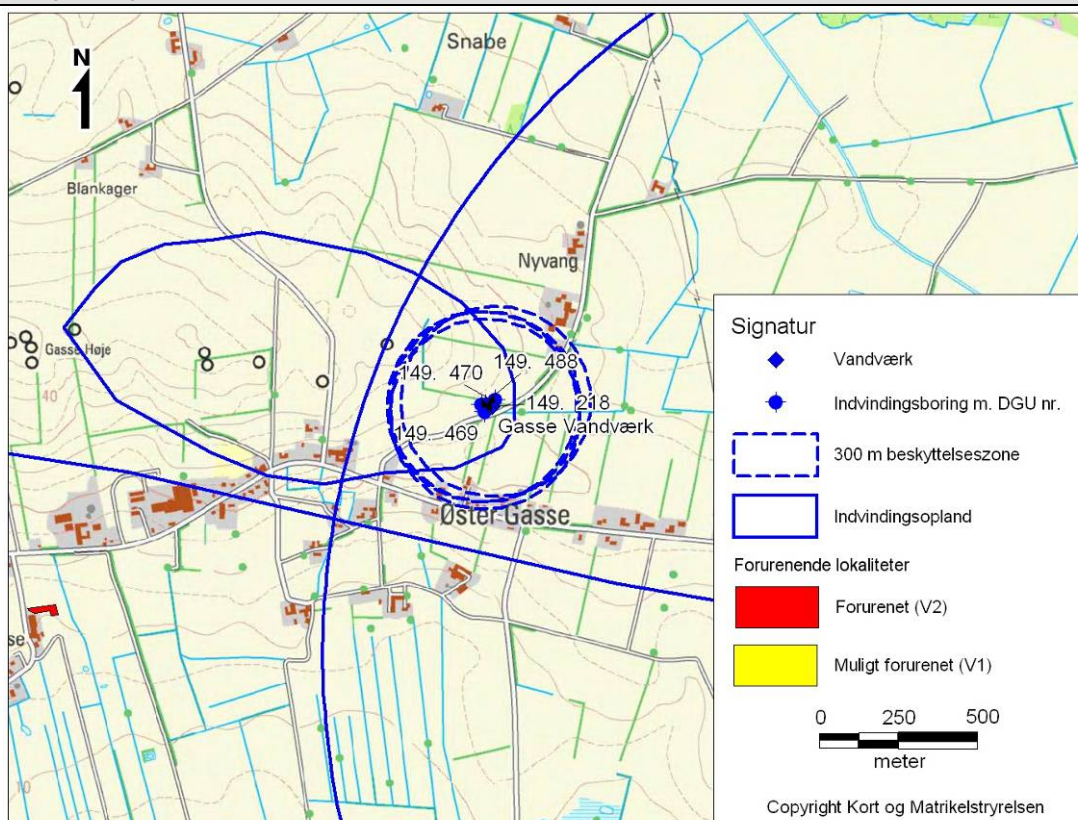 N
Snabe
Blankager
Nyvang
Gasse Høje
40
149. 488
149. 470
149. 218
Gasse Vandværk
149. 469
Øster Gasse
sse
10
Signatur
Vandværk
Indvindingsboring m. DGU nr.
300 m beskyttelseszone
Indvindingsopland
Forurenende lokaliteter
Forurenet (V2)
Muligt forurenet (V1)
0 250 500
meter
Copyright Kort og Matrikelstryrelsen